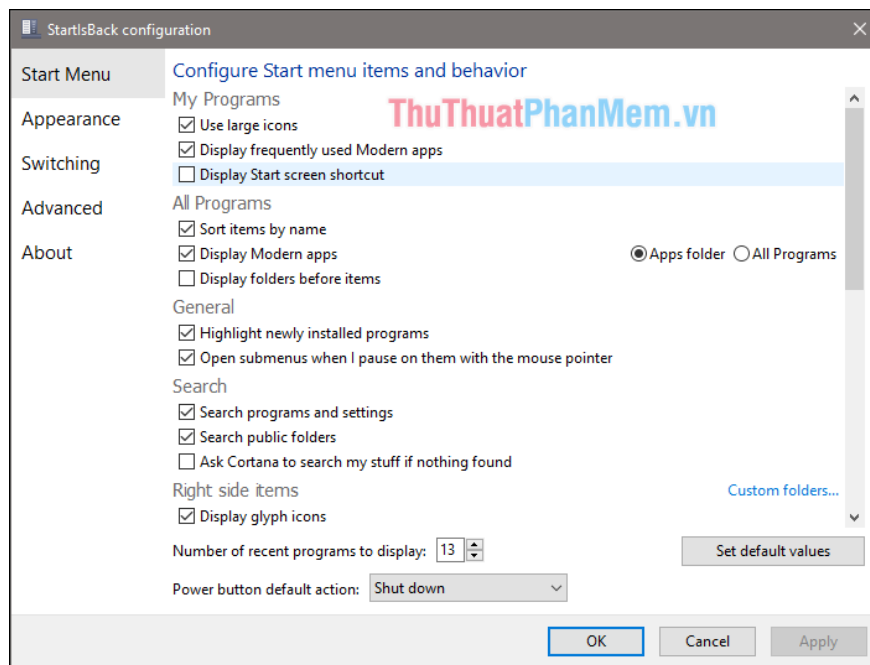 StartIsBack configuration
Start Menu
Appearance
Switching
Advanced
About
Configure Start menu items and behavior
My Programs
ThuThuatPhanMem.vn
Use large icons
Display frequently used Modern apps
Display Start screen shortcut
All Programs
Sort items by name
Display Modern apps Apps folder All Programs
Display folders before items
General
Highlight newly installed programs
Open submenus when I pause on them with the mouse pointer
Search
Search programs and settings
Search public folders
Ask Cortana to search my stuff if nothing found
Right side items Custom folders...
Display glyph icons
Number of recent programs to display: 13 Set default values
Power button default action: Shut down
OK Cancel Apply